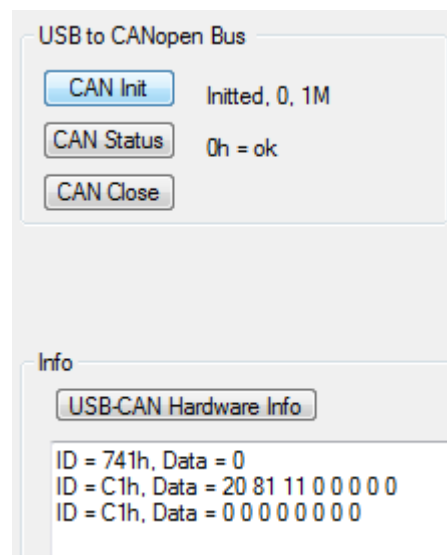 USB to CANopen Bus
CAN Init Initted, 0, 1M
CAN Status 0h = ok
CAN Close
Info
USB-CAN Hardware Info
ID = 741h, Data = 0
ID = C1h, Data = 20 81 11 0 0 0 0 0
ID = C1h, Data = 0 0 0 0 0 0 0 0